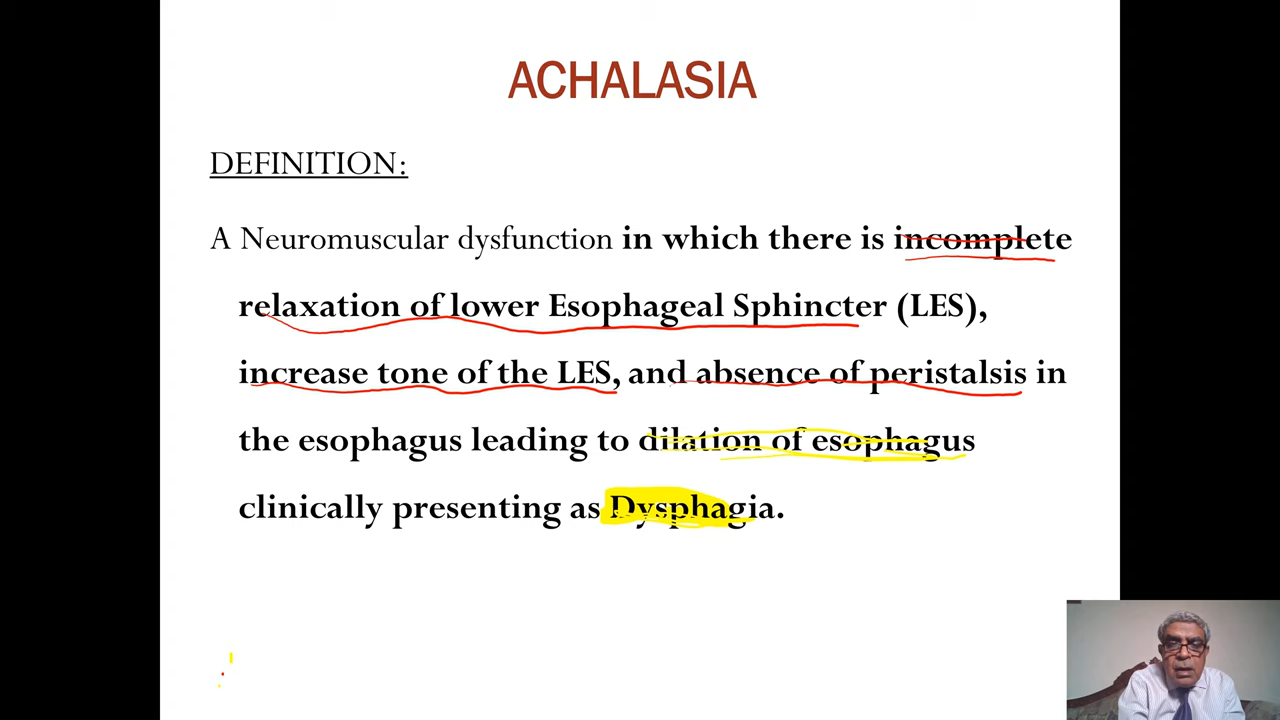 ACHALASIA
DEFINITION:
A Neuromuscular dysfunction in which there is incomplete
relaxation of lower Esophageal Sphincter (LES),
increase tone of the LES, and absence of peristalsis in
the esophagus leading to dilation of esophagus
clinically presenting as Dysphagia.